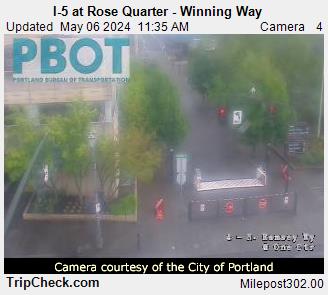 I-5 at Rose Quarter - Winning Way
Updated May 06 2024 11:35 AM Camera 4
PBOT
PORTLAND BUREAU OF TRANSPORTATION
Camera courtesy of the City of Portland
TripCheck.com Milepost302.00